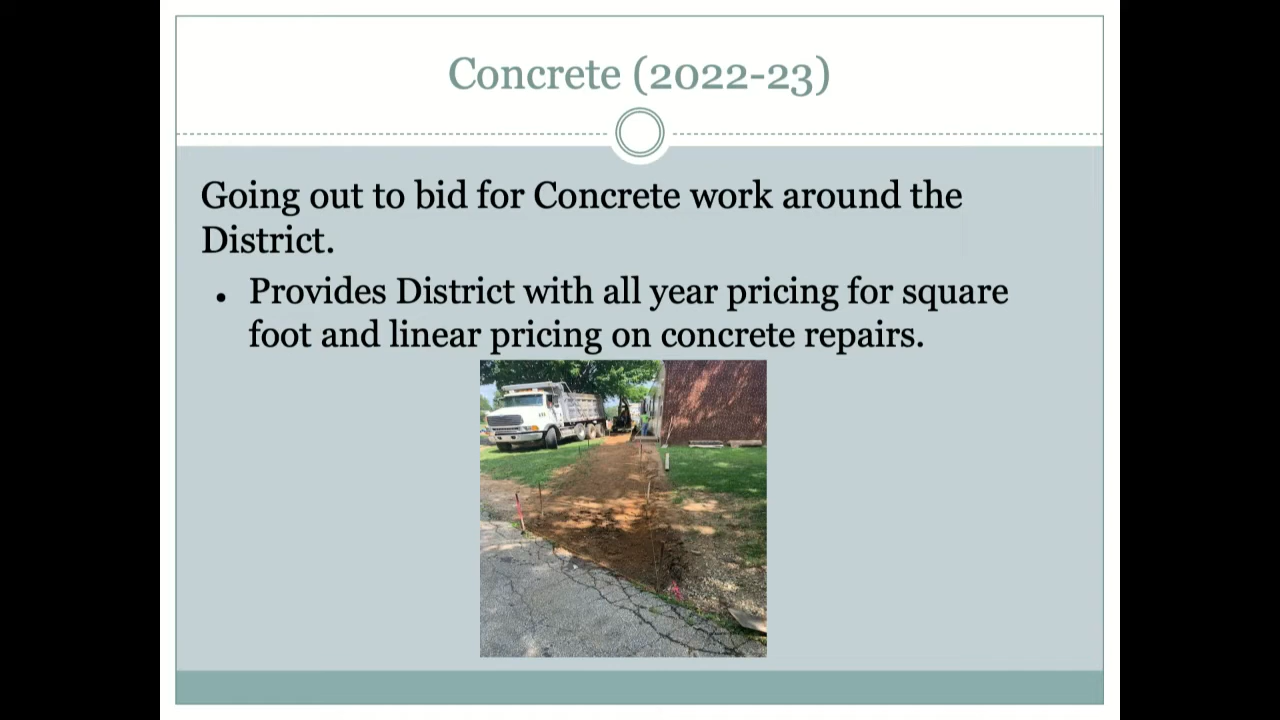 Concrete (2022-23)
Going out to bid for Concrete work around the
District.
• Provides District with all year pricing for square
foot and linear pricing on concrete repairs.